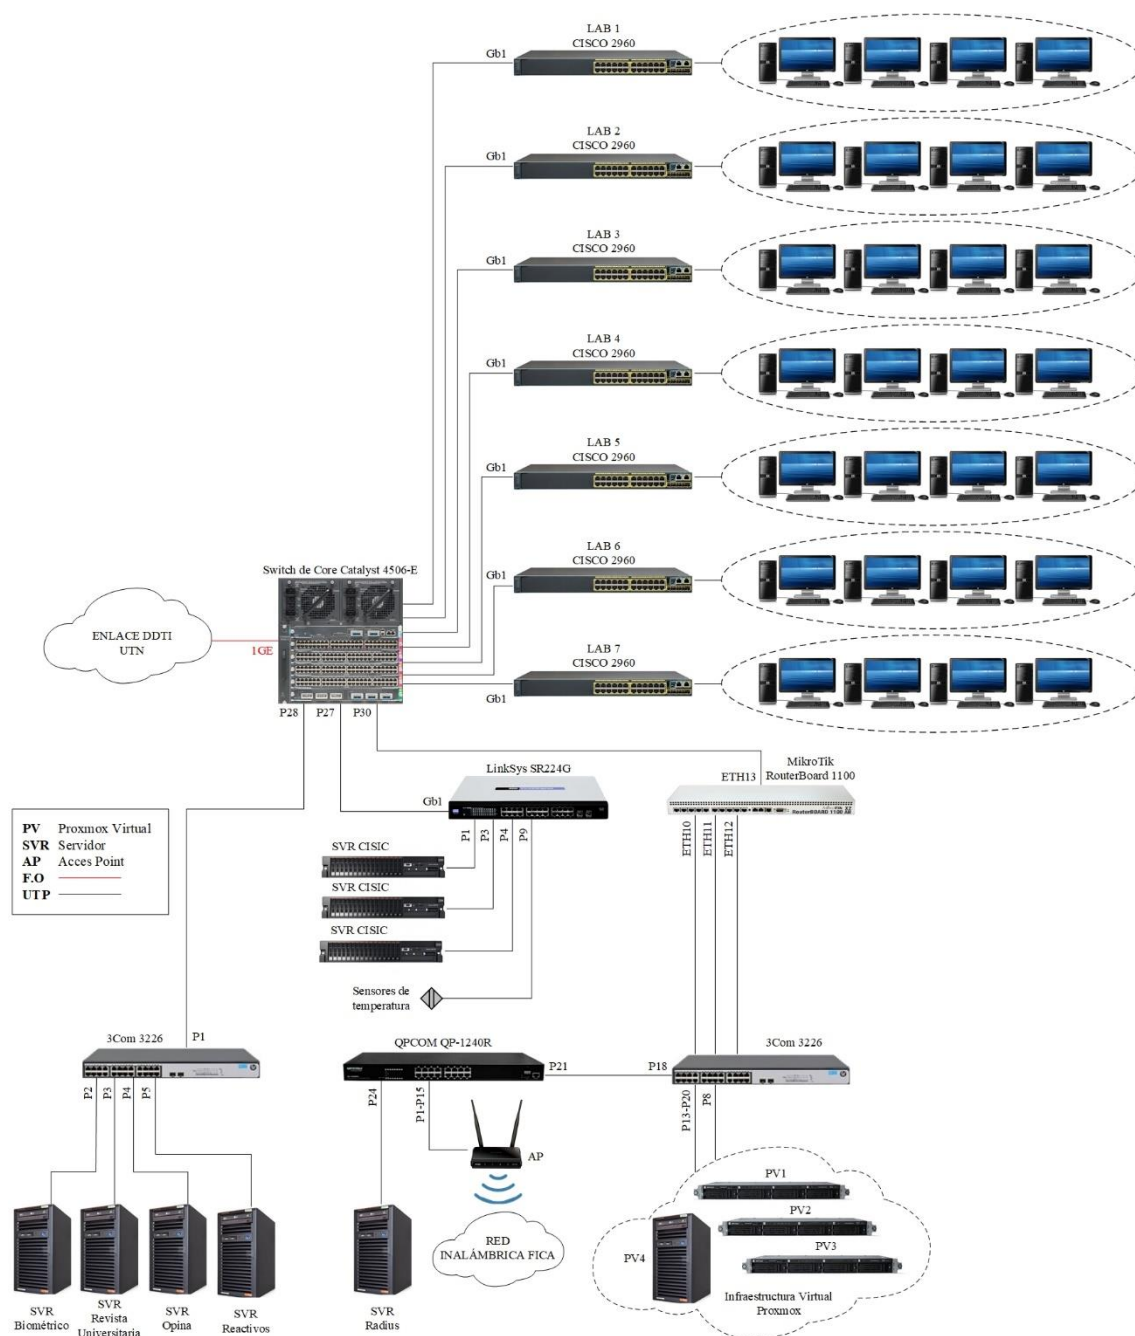 LAB 1
CISCO 2960
Gb1
LAB 2
CISCO 2960
Gb1
LAB 3
CISCO 2960
Gb1
LAB 4
CISCO 2960
Gb1
LAB 5
CISCO 2960
Gb1
LAB 6
CISCO 2960
Gb1
LAB 7
CISCO 2960
Gb1
Switch de Core Catalyst 4506-E
ENLACE DDTI
UTN
1GE
P28
P27
P30
LinkSys SR224G
Gb1
P1
P3
P4
P9
MikroTik
RouterBoard 1100
ETH13
ETH10
ETH11
ETH12
PV Proxmox Virtual
SVR Servidor
AP Acces Point
F.O
UTP
SVR CISIC
SVR CISIC
SVR CISIC
Sensores de
temperatura
3Com 3226
P1
P2
P3
P4
P5
QPCOM QP-1240R
P21
P24
P1-P15
AP
3Com 3226
P18
P13-P20
P8
RED
INALÁMBRICA FICA
PV1
PV2
PV3
PV4
Infraestructura Virtual
Proxmox
SVR
Biométrico
SVR
Revista
Universitaria
SVR
Opina
SVR
Reactivos
SVR
Radius